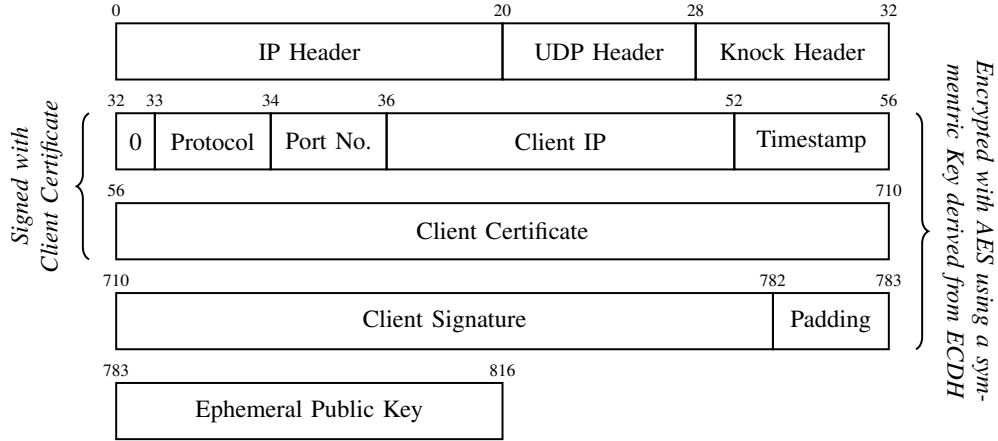 0 20 28 32
IP Header UDP Header Knock Header
32 33 34 36 52 56
0 Protocol Port No. Client IP Timestamp
56 710
Client Certificate
710 782 783
Client Signature Padding
783 816
Ephemeral Public Key
Signed with
Client Certificate
Encrypted with AES using a sym-
mentric Key derived from ECDH